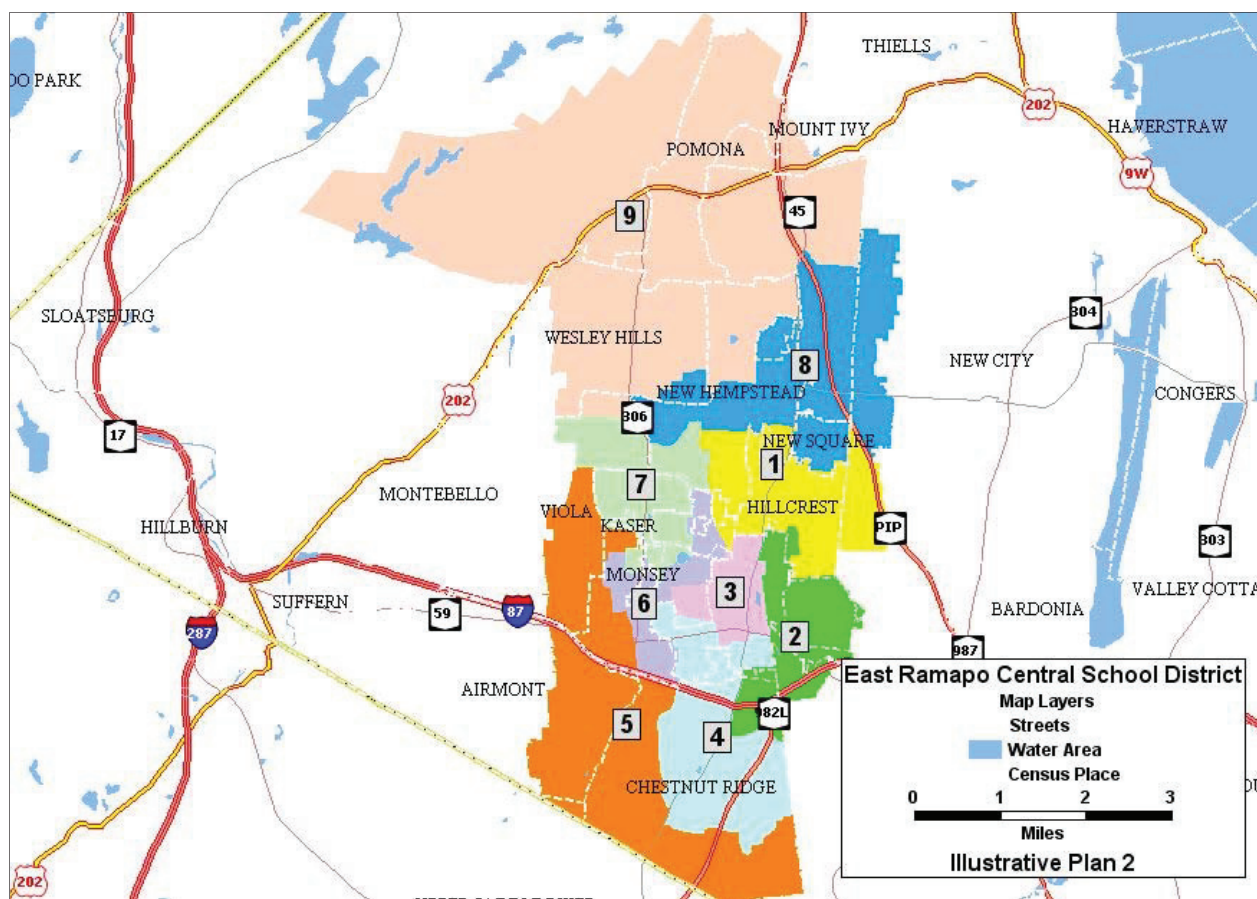 THIELLS
OO PARK
202
HAVERSTRAW
MOUNT IVY
POMONA
9W
9
45
304
SLOATSBURG
WESLEY HILLS
8
NEW CITY
202
NEW HEMPSTEAD
CONGERS
306
17
NEW SQUARE
1
7
MONTEBELLO
VIOLA
HILLCREST
HILLBURN
KASER
PIP
303
MONSEY
3
VALLEY COTTA
SUFFERN
6
59
87
BARDONIA
287
2
987
AIRMONT
5
4
982L
CHESTNUT RIDGE
East Ramapo Central School District
Map Layers
Streets
Water Area
Census Place
0 1 2 3
Miles
Illustrative Plan 2
202